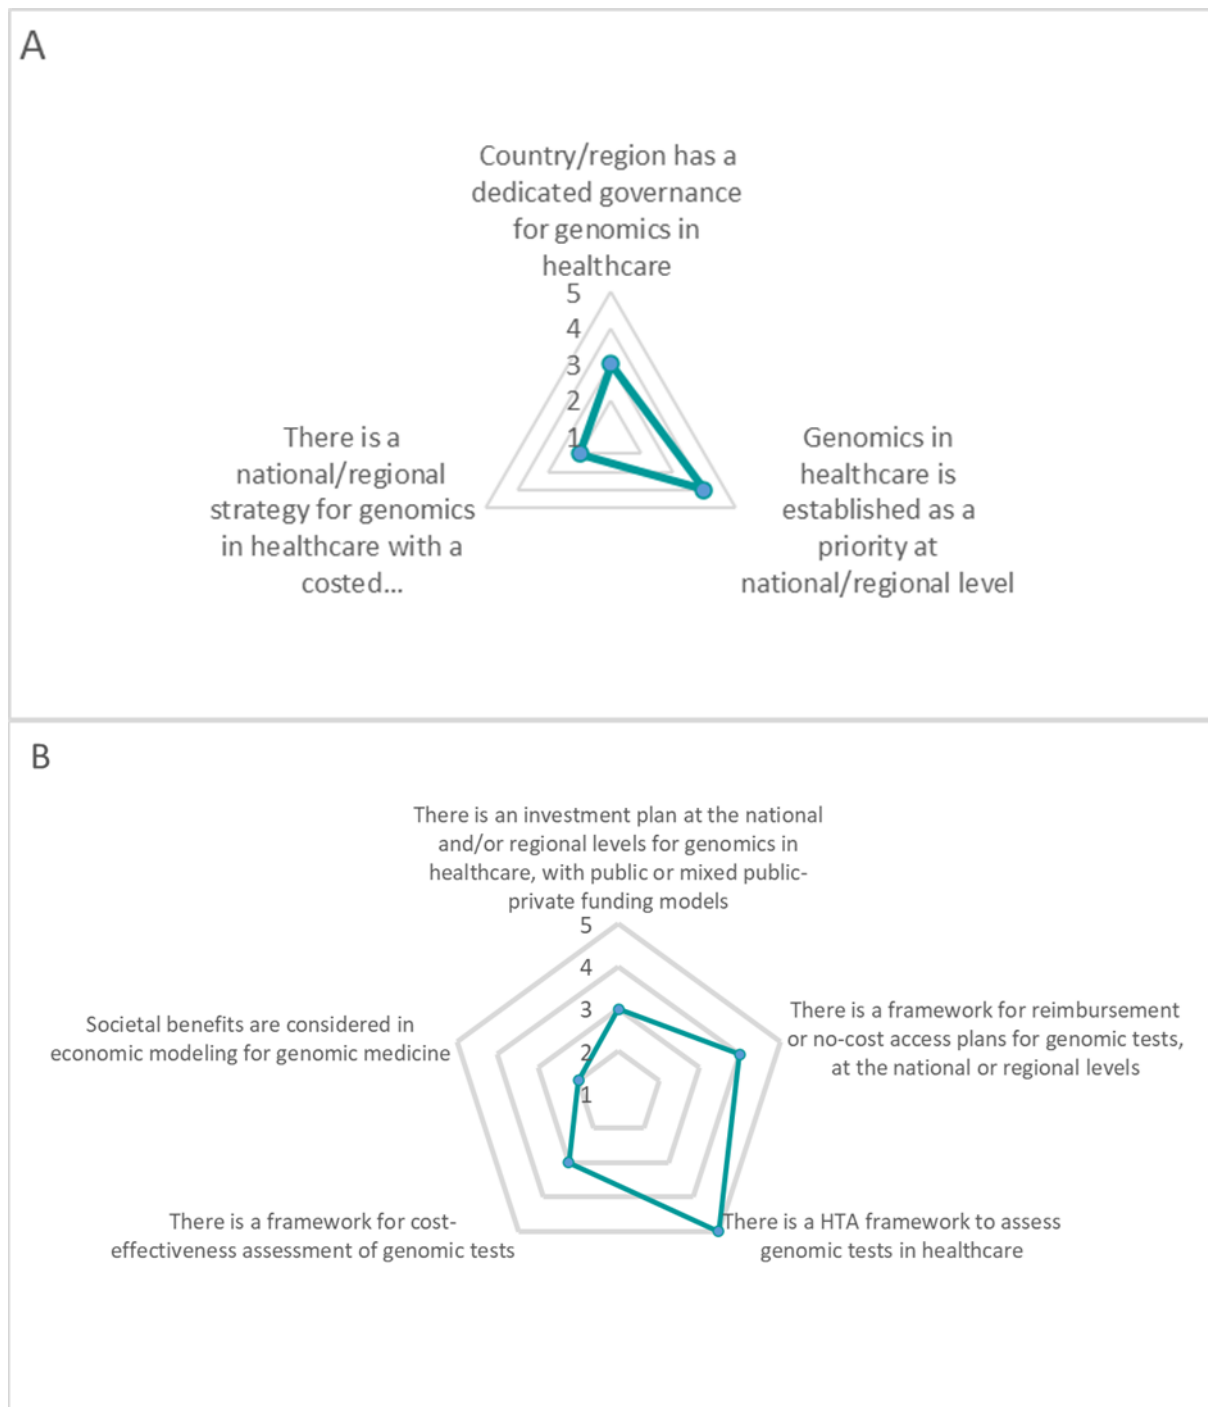 A
Country/region has a
dedicated governance
for genomics in
healthcare
5
4
3
2
1
There is a
national/regional
strategy for genomics
in healthcare with a
costed...
Genomics in
healthcare is
established as a
priority at
national/regional level
B
There is an investment plan at the national
and/or regional levels for genomics in
healthcare, with public or mixed public-
private funding models
5
4
3
2
1
Societal benefits are considered in
economic modeling for genomic medicine
There is a framework for reimbursement
or no-cost access plans for genomic tests,
at the national or regional levels
There is a framework for cost-
effectiveness assessment of genomic tests
There is a HTA framework to assess
genomic tests in healthcare